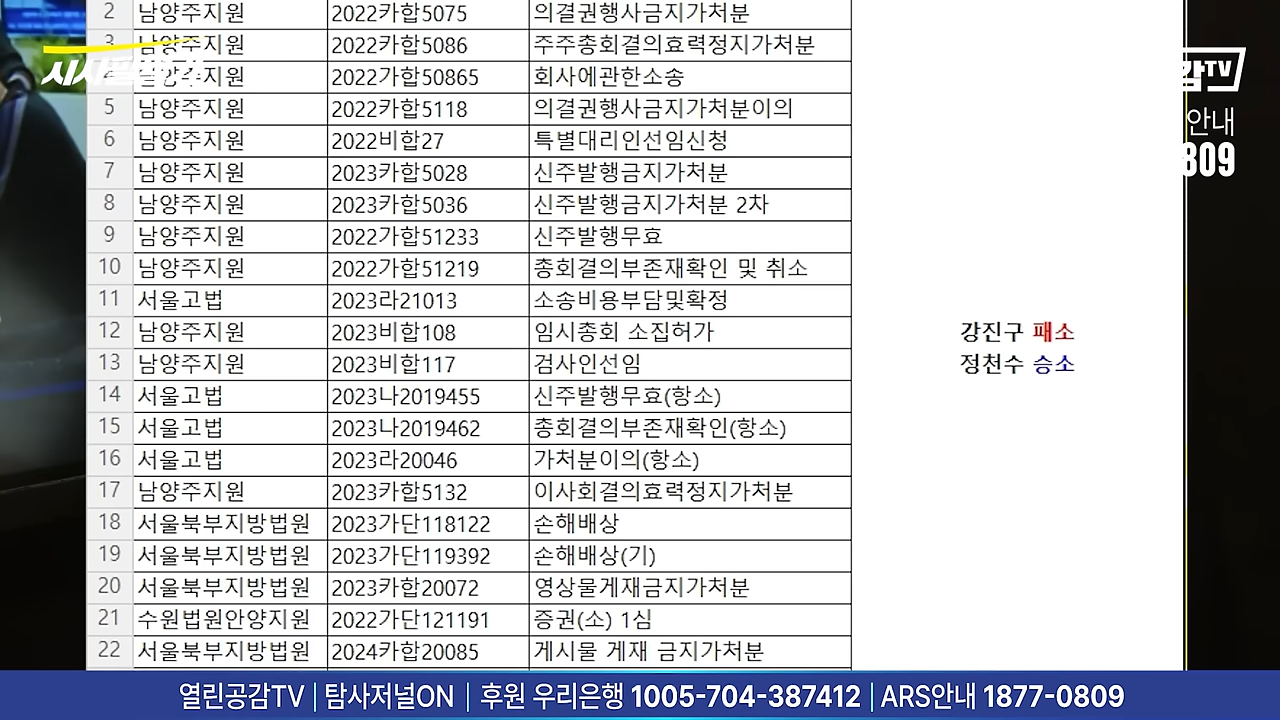 2 남양주지원 2022카합5075 의결권행사금지가처분
3 남양주지원 2022카합5086 주주총회결의효력정지가처분
남양주지원 2022가합50865 회사에관한소송
5 남양주지원 2022카합5118 의결권행사금지가처분이의
6 남양주지원 2022비합27 특별대리인선임신청
7 남양주지원 2023카합5028 신주발행금지가처분
8 남양주지원 2023카합5036 신주발행금지가처분 2차
9 남양주지원 2022가합51233 신주발행무효
10 남양주지원 2022가합51219 총회결의부존재확인 및 취소
11 서울고법 2023라21013 소송비용부담및확정
12 남양주지원 2023비합108 임시총회 소집허가 강진구 패소
13 남양주지원 2023비합117 검사인선임 정천수 승소
14 서울고법 2023나2019455 신주발행무효(항소)
15 서울고법 2023나2019462 총회결의부존재확인(항소)
16 서울고법 2023라20046 가처분이의(항소)
17 남양주지원 2023카합5132 이사회결의효력정지가처분
18 서울북부지방법원 2023가단118122 손해배상
19 서울북부지방법원 2023가단119392 손해배상(기)
20 서울북부지방법원 2023카합20072 영상물게재금지가처분
21 수원법원안양지원 2022가단121191 증권(소) 1심
22 서울북부지방법원 2024카합20085 게시물 게재 금지가처분
감TV
안내
809
열린공감TV | 탐사저널ON | 후원 우리은행 1005-704-387412 | ARS안내 1877-0809